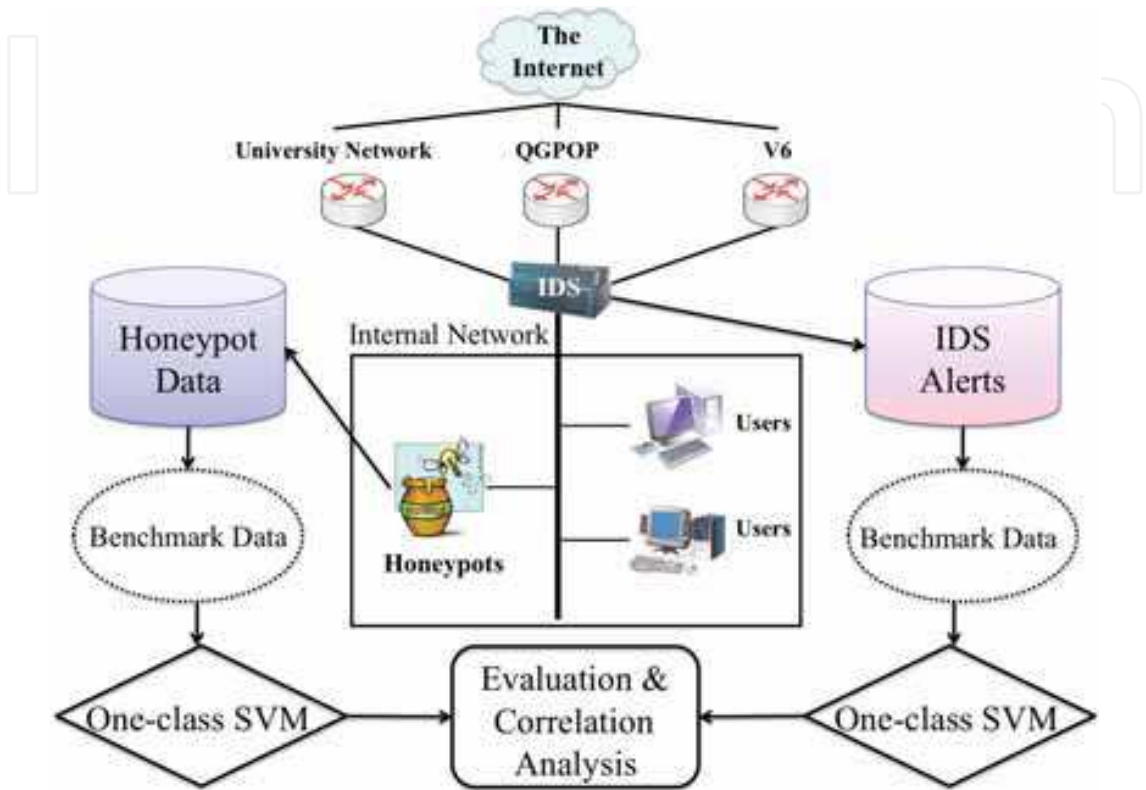 The
Internet
University Network
QGPOP
V6
IDS
Honeypot
Data
Internal Network
IDS
Alerts
Users
Benchmark Data
Honeypots
Users
Benchmark Data
One-class SVM
Evaluation &
Correlation
Analysis
One-class SVM